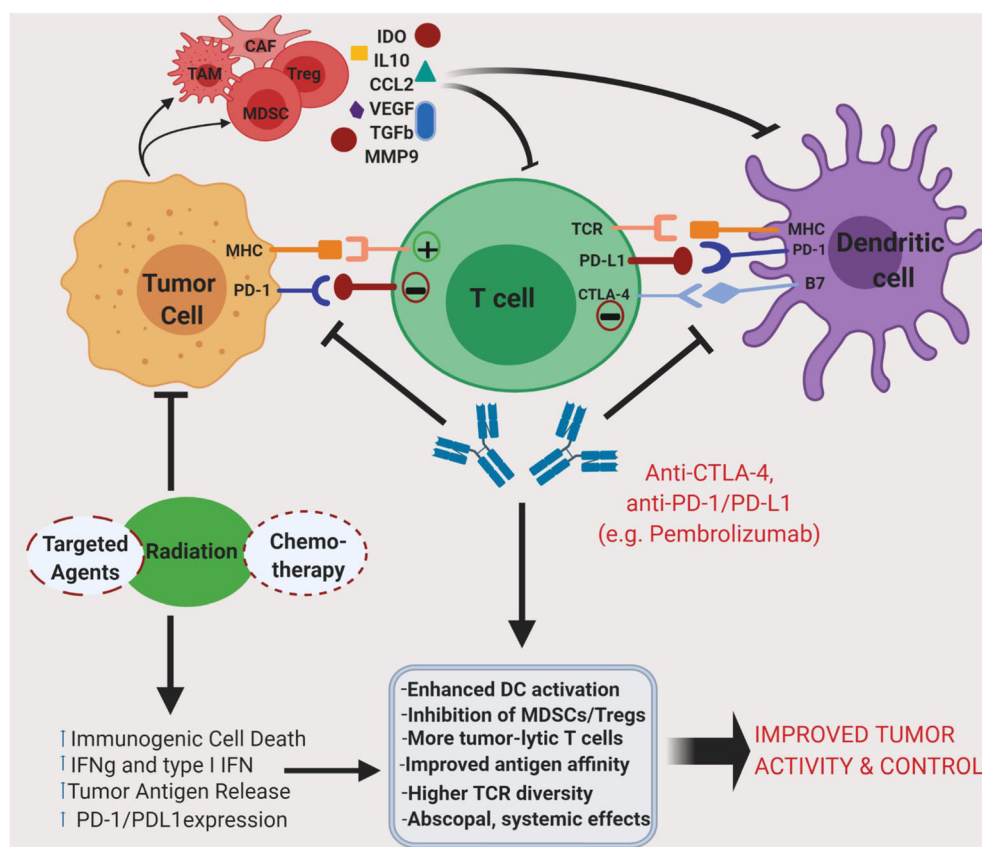 CAF
TAM
Treg
MDSC
IDO
IL10
CCL2
VEGF
TGFb
MMP9
MHC
PD-1
Tumor
Cell
+
-
T cell
TCR
PD-L1
CTLA-4
-
MHC
PD-1
B7
Dendritic
cell
Anti-CTLA-4,
anti-PD-1/PD-L1
(e.g. Pembrolizumab)
Targeted
Agents
Radiation
Chemo-
therapy
↑ Immunogenic Cell Death
↑ IFNg and type I IFN
↑Tumor Antigen Release
↑ PD-1/PDL1expression
-Enhanced DC activation
-Inhibition of MDSCs/Tregs
-More tumor-lytic T cells
-Improved antigen affinity
-Higher TCR diversity
-Abscopal, systemic effects
IMPROVED TUMOR
ACTIVITY & CONTROL